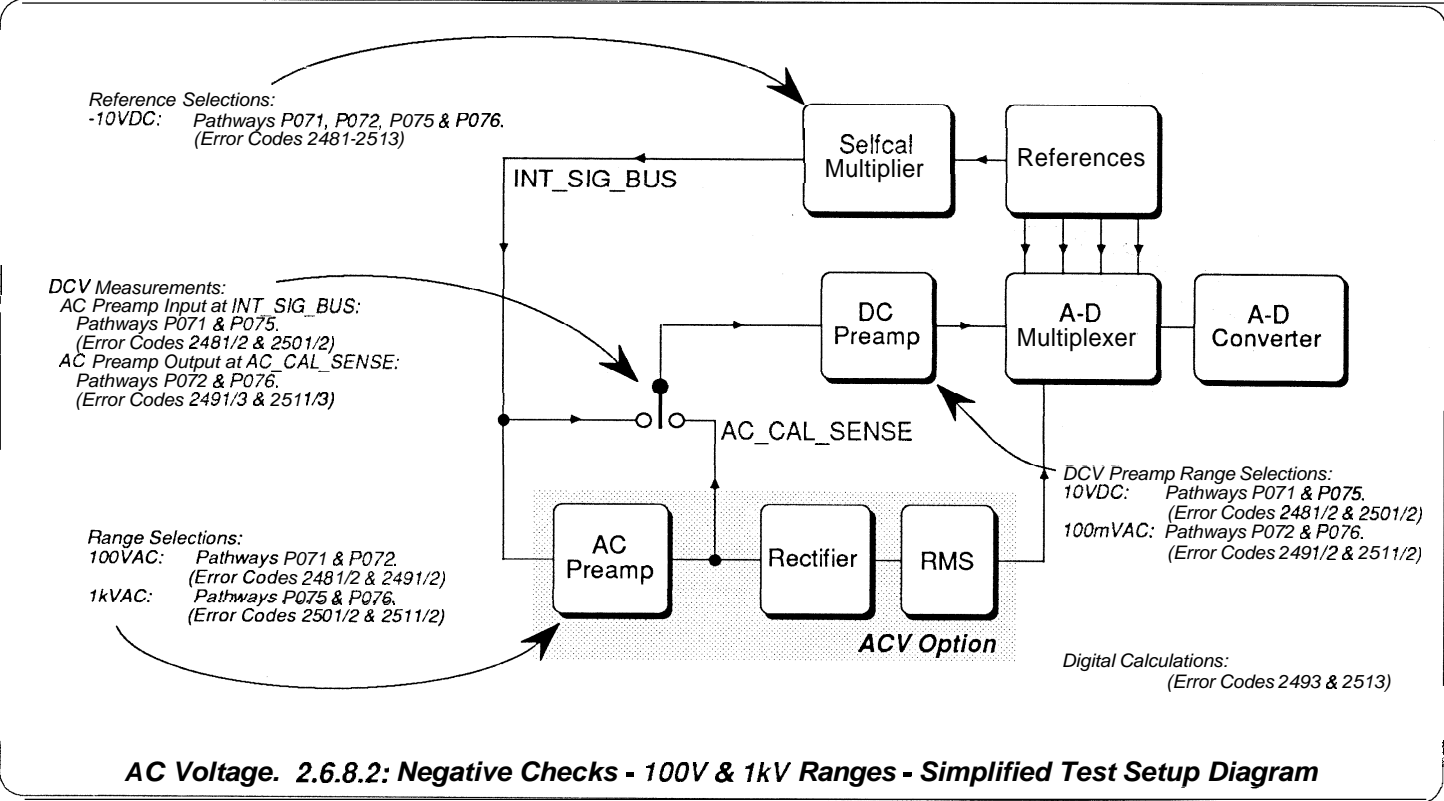 Reference Selections:
-10VDC: Pathways P071, P072, P075 & P076.
(Error Codes 2481-2513)
Selfcal
Multiplier
References
INT_SIG_BUS
DCV Measurements:
AC Preamp Input at INT_SIG_BUS:
Pathways P071 & P075.
(Error Codes 2481/2 & 2501/2)
AC Preamp Output at AC_CAL_SENSE:
Pathways P072 & P076.
(Error Codes 2491/3 & 2511/3)
DC
Preamp
A-D
Multiplexer
A-D
Converter
AC_CAL_SENSE
DCV Preamp Range Selections:
10VDC: Pathways P071 & P075.
(Error Codes 2481/2 & 2501/2)
100mVAC: Pathways P072 & P076.
(Error Codes 2491/2 & 2511/2)
Range Selections:
100VAC: Pathways P071 & P072.
(Error Codes 2481/2 & 2491/2)
1kVAC: Pathways P075 & P076.
(Error Codes 2501/2 & 2511/2)
AC
Preamp
Rectifier
RMS
ACV Option
Digital Calculations:
(Error Codes 2493 & 2513)
AC Voltage. 2.6.8.2: Negative Checks - 100V & 1kV Ranges - Simplified Test Setup Diagram